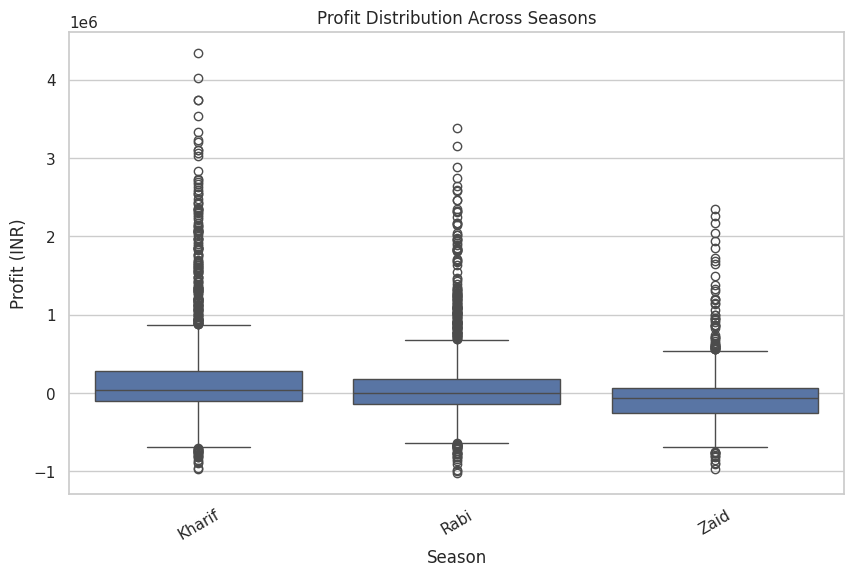 Profit Distribution Across Seasons
1e6
4
3
2
1
0
−1
Profit (INR)
Kharif
Rabi
Zaid
Season